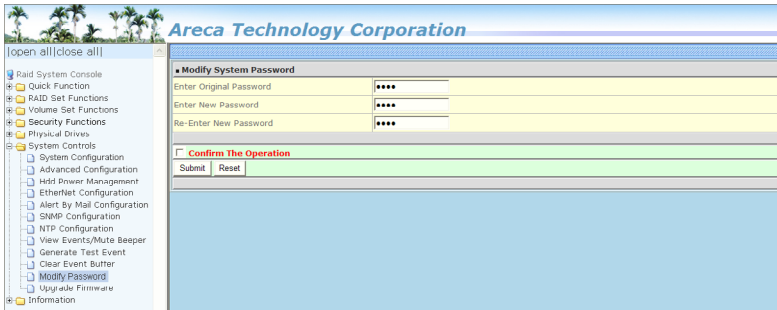 Areca Technology Corporation
|open all|close all|
Raid System Console
Quick Function
RAID Set Functions
Volume Set Functions
Security Functions
Physical Drives
System Controls
System Configuration
Advanced Configuration
Hdd Power Management
EtherNet Configuration
Alert By Mail Configuration
SNMP Configuration
NTP Configuration
View Events/Mute Beeper
Generate Test Event
Clear Event Buffer
Modify Password
Upgrade Firmware
Information
Modify System Password
Enter Original Password ••••
Enter New Password ••••
Re-Enter New Password ••••
Confirm The Operation
Submit Reset